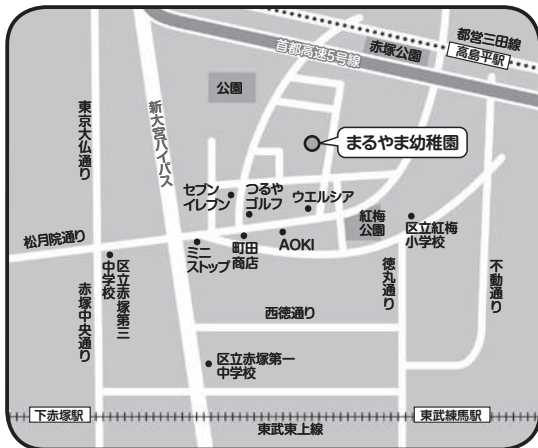 都営三田線
高島平駅
首都高速5号線
赤塚公園
公園
東京大仏通り
新大宮バイパス
まるやま幼稚園
セブン
イレブン
つるや
ゴルフ
ウエルシア
紅梅
公園
区立紅梅
小学校
松月院通り
ミニ
ストップ
町田
商店
AOKI
区立赤塚第三
中学校
赤塚中央通り
徳丸通り
不動通り
西徳通り
区立赤塚第一
中学校
下赤塚駅
東武練馬駅
東武東上線